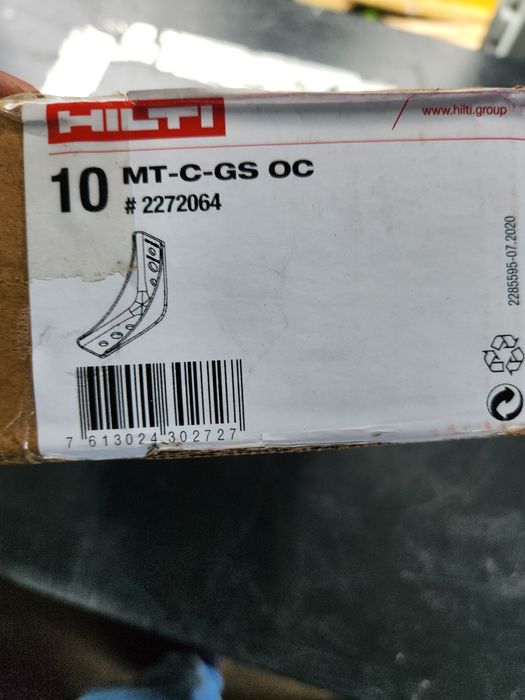 HILTI
www.hilti.group
10 MT-C-GS OC
# 2272064
2285595-07.2020
7 613024 302727